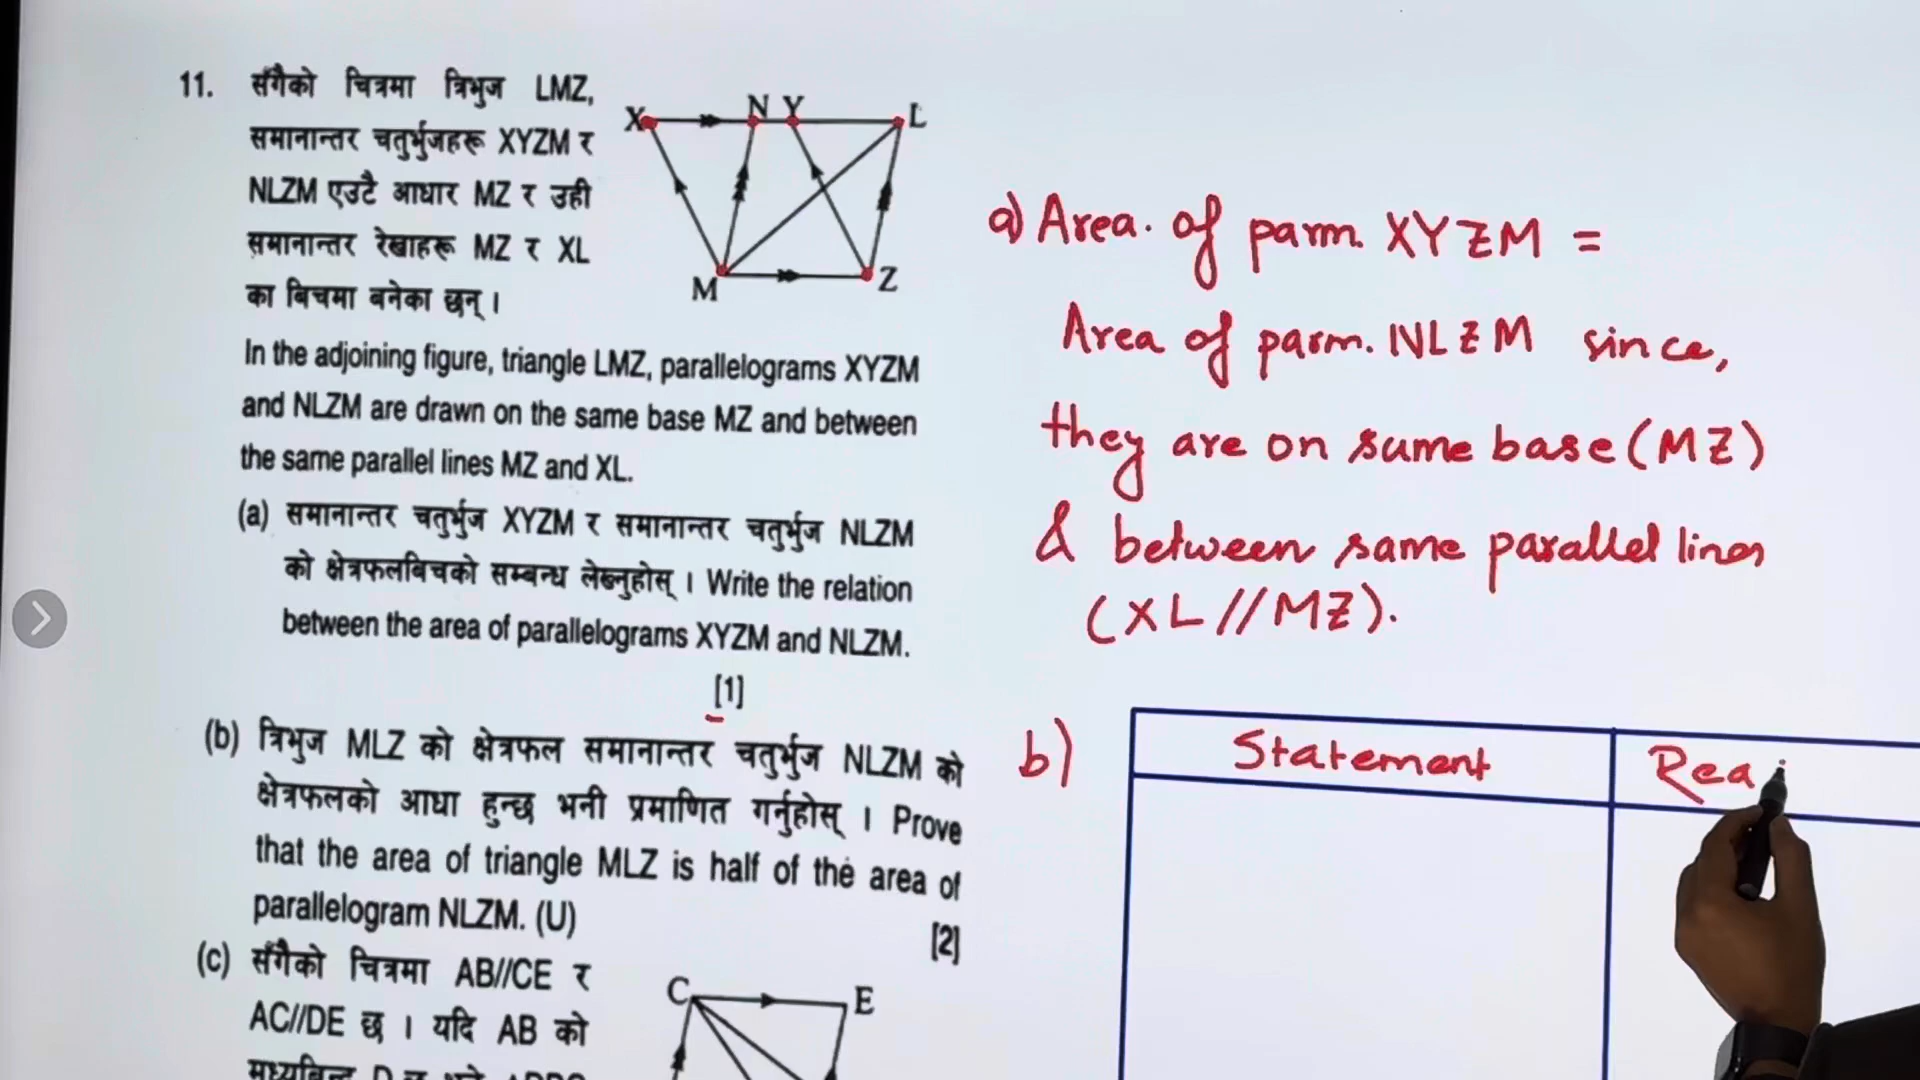 11. सँगैको चित्रमा त्रिभुज LMZ,
समानान्तर चतुर्भुजहरू XYZM र
NLZM एउटै आधार MZ र उही
समानान्तर रेखाहरू MZ र XL
का बिचमा बनेका छन् ।
X N Y L
M Z
In the adjoining figure, triangle LMZ, parallelograms XYZM
and NLZM are drawn on the same base MZ and between
the same parallel lines MZ and XL.
(a) समानान्तर चतुर्भुज XYZM र समानान्तर चतुर्भुज NLZM
को क्षेत्रफलबिचको सम्बन्ध लेख्नुहोस् । Write the relation
between the area of parallelograms XYZM and NLZM.
[1]
(b) त्रिभुज MLZ को क्षेत्रफल समानान्तर चतुर्भुज NLZM को
क्षेत्रफलको आधा हुन्छ भनी प्रमाणित गर्नुहोस् । Prove
that the area of triangle MLZ is half of the area of
parallelogram NLZM. (U)
[2]
(c) सँगैको चित्रमा AB//CE र
AC//DE छ । यदि AB को
C E
a) Area. of parm. XYZM =
Area of parm. NLZM since,
they are on same base (MZ)
& between same parallel lines
(XL//MZ).
b) Statement Rea